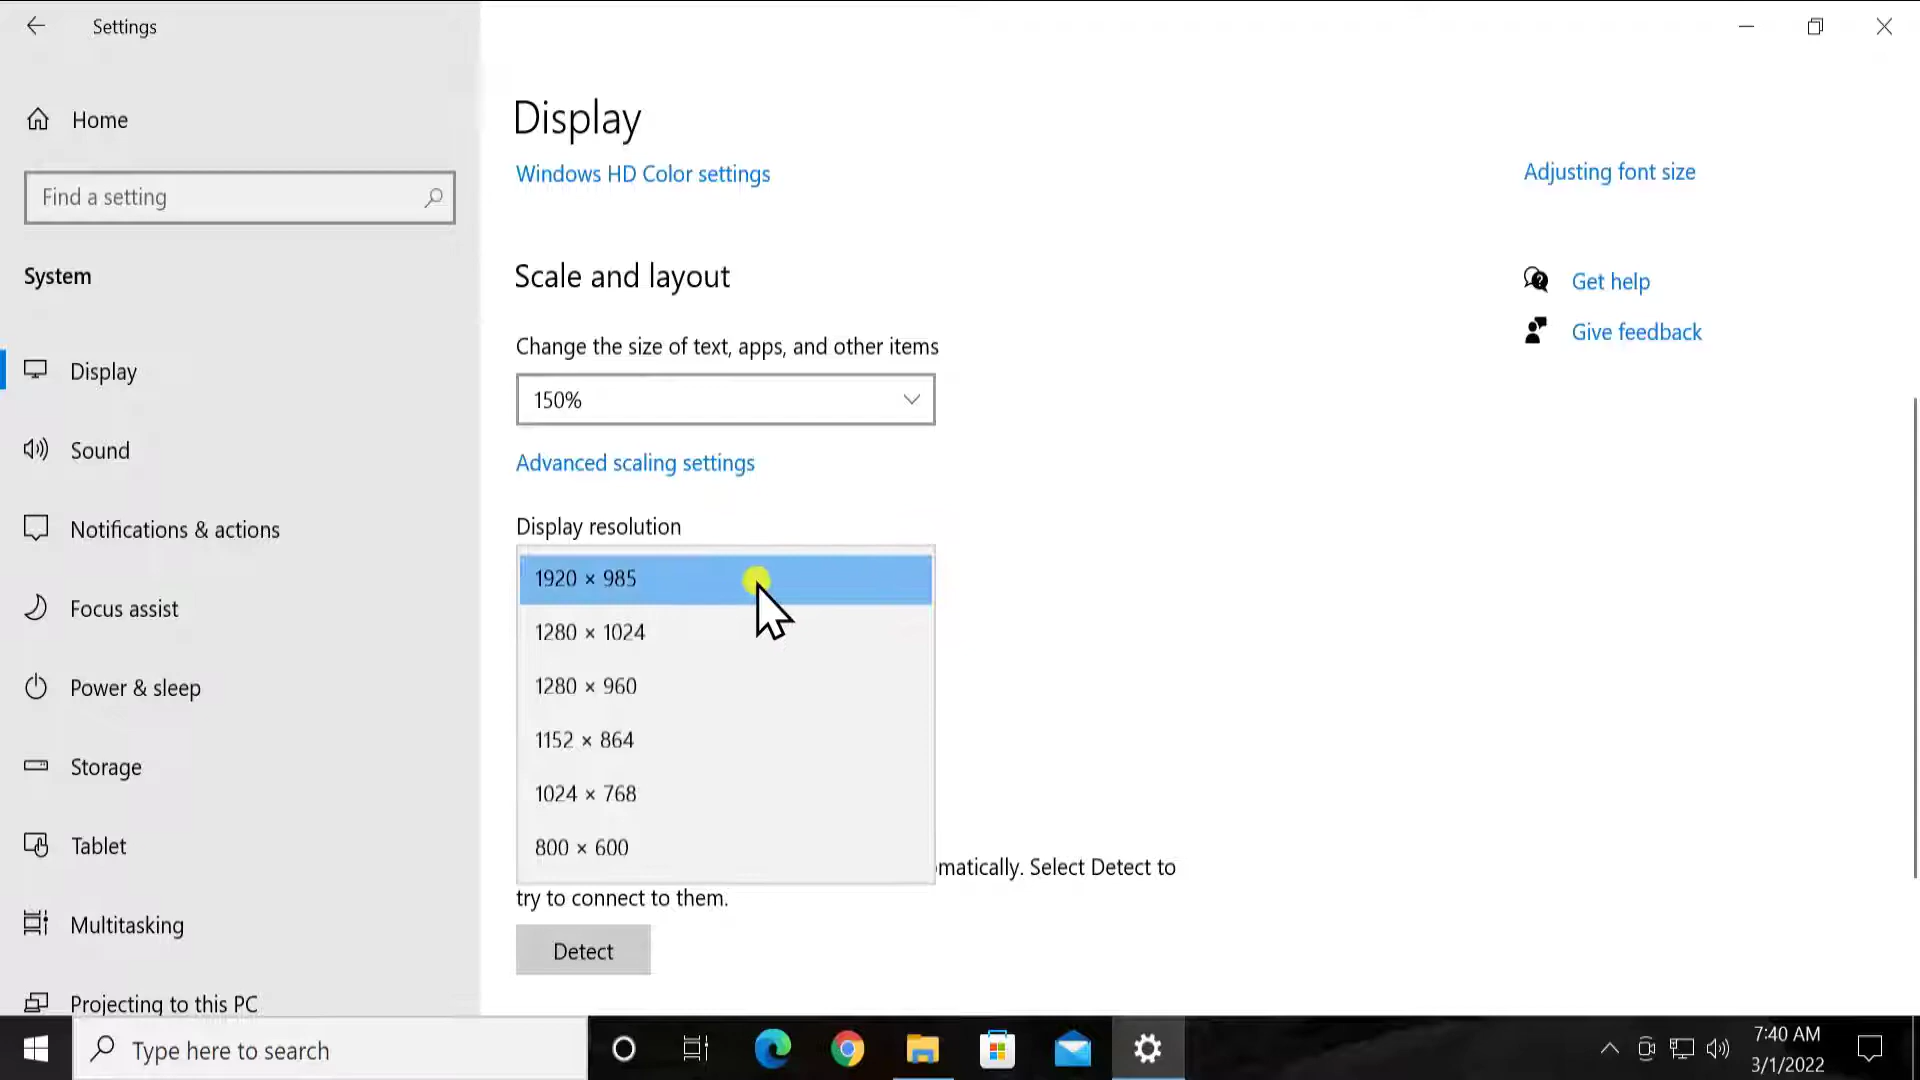 Settings
Home
Find a setting
System
Display
Sound
Notifications & actions
Focus assist
Power & sleep
Storage
Tablet
Multitasking
Projecting to this PC
Display
Windows HD Color settings
Scale and layout
Change the size of text, apps, and other items
150%
Advanced scaling settings
Display resolution
1920 × 985
1280 × 1024
1280 × 960
1152 × 864
1024 × 768
800 × 600
matically. Select Detect to
try to connect to them.
Detect
Adjusting font size
Get help
Give feedback
Type here to search
7:40 AM
3/1/2022